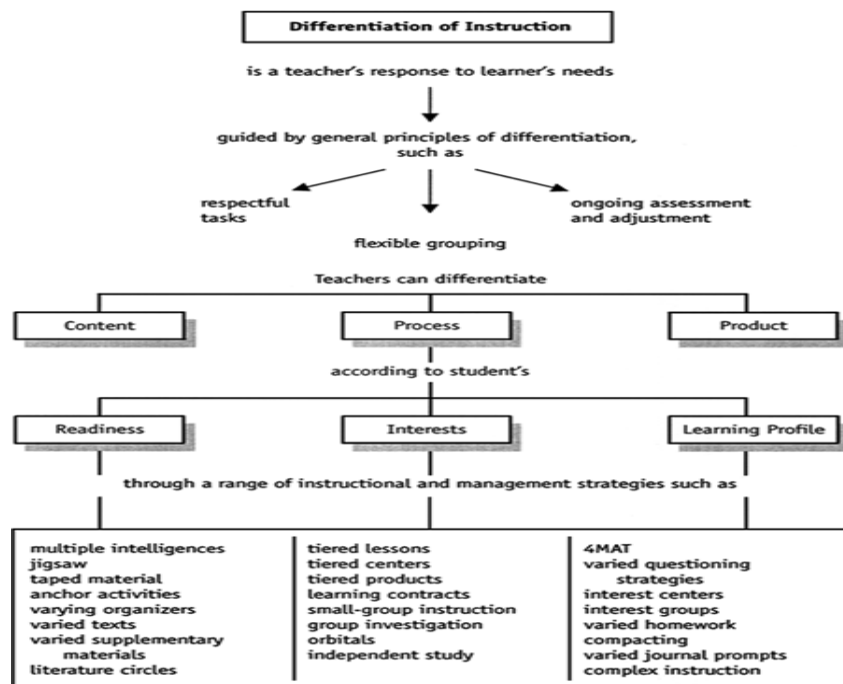 Differentiation of Instruction
is a teacher's response to learner's needs
guided by general principles of differentiation,
such as
respectful
tasks
ongoing assessment
and adjustment
flexible grouping
Teachers can differentiate
Content
Process
Product
according to student's
Readiness
Interests
Learning Profile
through a range of instructional and management strategies such as
multiple intelligences
jigsaw
taped material
anchor activities
varying organizers
varied texts
varied supplementary
materials
literature circles
tiered lessons
tiered centers
tiered products
learning contracts
small-group instruction
group investigation
orbitals
independent study
4MAT
varied questioning
strategies
interest centers
interest groups
varied homework
compacting
varied journal prompts
complex instruction